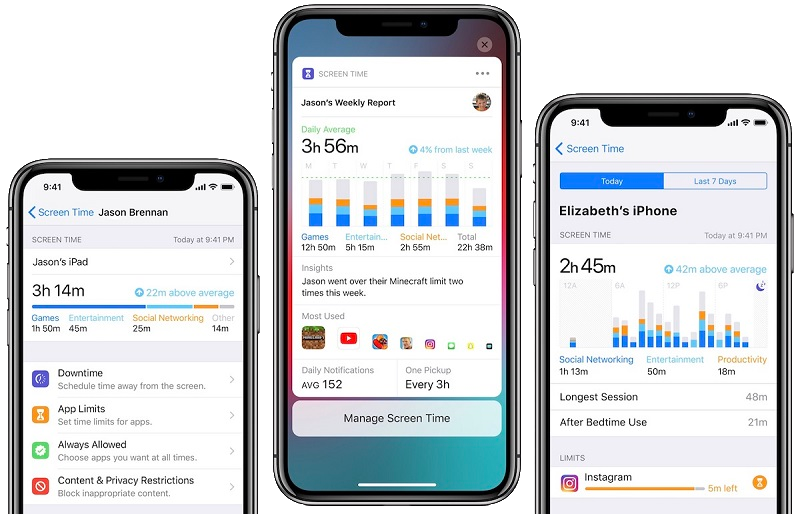 9:41
Screen Time Jason Brennan
SCREEN TIME Today at 9:41 PM
Jason's iPad
3h 14m 22m above average
Games Entertainment Social Networking Other
1h 50m 45m 25m 14m
Downtime
Schedule time away from the screen.
App Limits
Set time limits for apps.
Always Allowed
Choose apps you want at all times.
Content & Privacy Restrictions
Block inappropriate content.
SCREEN TIME
Jason's Weekly Report
Daily Average
3h 56m 4% from last week
M T W T F S S
Games Entertain... Social Net... Total
12h 50m 5h 15m 2h 55m 22h 38m
Insights
Jason went over their Minecraft limit two
times this week.
Most Used
Daily Notifications One Pickup
AVG 152 Every 3h
Manage Screen Time
9:41
Screen Time
Today Last 7 Days
Elizabeth's iPhone
SCREEN TIME Today at 9:41 PM
2h 45m 42m above average
12A 6A 12P 6P
Social Networking Entertainment Productivity
1h 13m 50m 18m
Longest Session 48m
After Bedtime Use 21m
LIMITS
Instagram
5m left